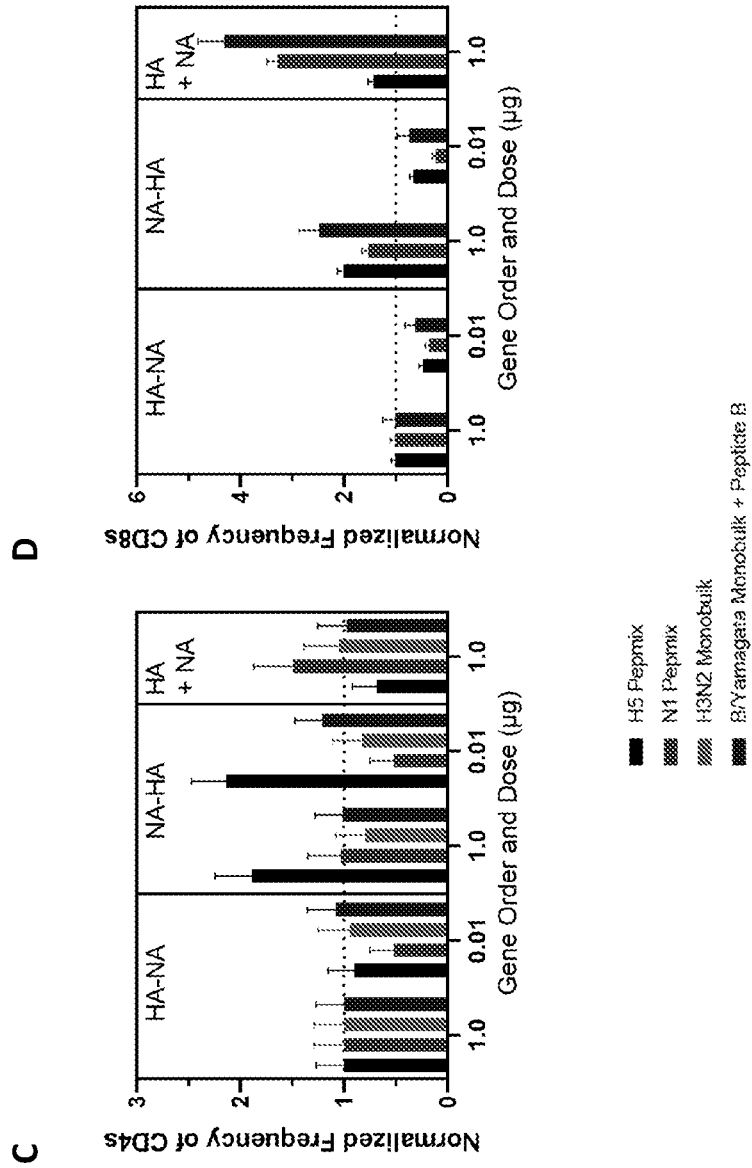 C
Normalized Frequency of CD4s
3
2
1
0
HA-NA
NA-HA
HA
+ NA
1.0
0.01
1.0
0.01
1.0
Gene Order and Dose (µg)
D
Normalized Frequency of CD8s
6
4
2
0
HA-NA
NA-HA
HA
+ NA
1.0
0.01
1.0
0.01
1.0
Gene Order and Dose (µg)
H5 Pepmix
N1 Pepmix
H3N2 Monobulk
B/Yamagata Monobulk + Peptide B